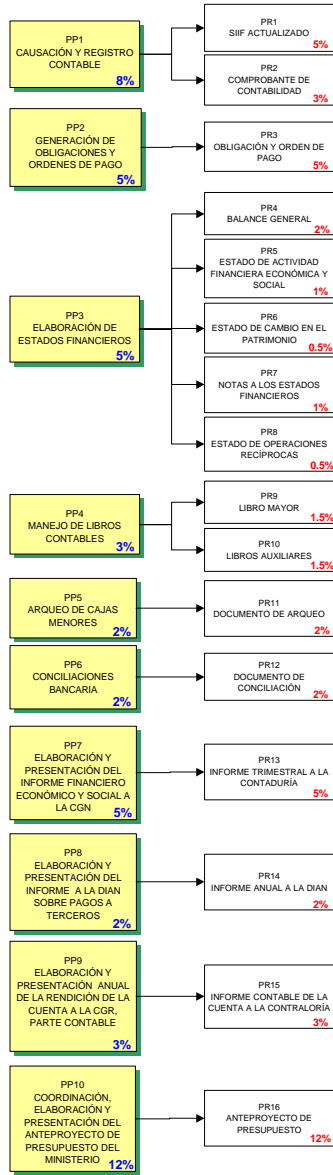 PP1
CAUSACIÓN Y REGISTRO
CONTABLE
8%
PR1
SIIF ACTUALIZADO
5%
PR2
COMPROBANTE DE
CONTABILIDAD
3%
PP2
GENERACIÓN DE
OBLIGACIONES Y
ORDENES DE PAGO
5%
PR3
OBLIGACIÓN Y ORDEN DE
PAGO
5%
PP3
ELABORACIÓN DE
ESTADOS FINANCIEROS
5%
PR4
BALANCE GENERAL
2%
PR5
ESTADO DE ACTIVIDAD
FINANCIERA ECONÓMICA Y
SOCIAL
1%
PR6
ESTADO DE CAMBIO EN EL
PATRIMONIO
0.5%
PR7
NOTAS A LOS ESTADOS
FINANCIEROS
1%
PR8
ESTADO DE OPERACIONES
RECÍPROCAS
0.5%
PP4
MANEJO DE LIBROS
CONTABLES
3%
PR9
LIBRO MAYOR
1.5%
PR10
LIBROS AUXILIARES
1.5%
PP5
ARQUEO DE CAJAS
MENORES
2%
PR11
DOCUMENTO DE ARQUEO
2%
PP6
CONCILIACIONES
BANCARIA
2%
PR12
DOCUMENTO DE
CONCILIACIÓN
2%
PP7
ELABORACIÓN Y
PRESENTACIÓN DEL
INFORME FINANCIERO
ECONÓMICO Y SOCIAL A
LA CGN
5%
PR13
INFORME TRIMESTRAL A LA
CONTADURÍA
5%
PP8
ELABORACIÓN Y
PRESENTACIÓN DEL
INFORME A LA DIAN
SOBRE PAGOS A
TERCEROS
2%
PR14
INFORME ANUAL A LA DIAN
2%
PP9
ELABORACIÓN Y
PRESENTACIÓN ANUAL
DE LA RENDICIÓN DE LA
CUENTA A LA CGR,
PARTE CONTABLE
3%
PR15
INFORME CONTABLE DE LA
CUENTA A LA CONTRALORÍA
3%
PP10
COORDINACIÓN,
ELABORACIÓN Y
PRESENTACIÓN DEL
ANTEPROYECTO DE
PRESUPUESTO DEL
MINISTERIO
12%
PR16
ANTEPROYECTO DE
PRESUPUESTO
12%